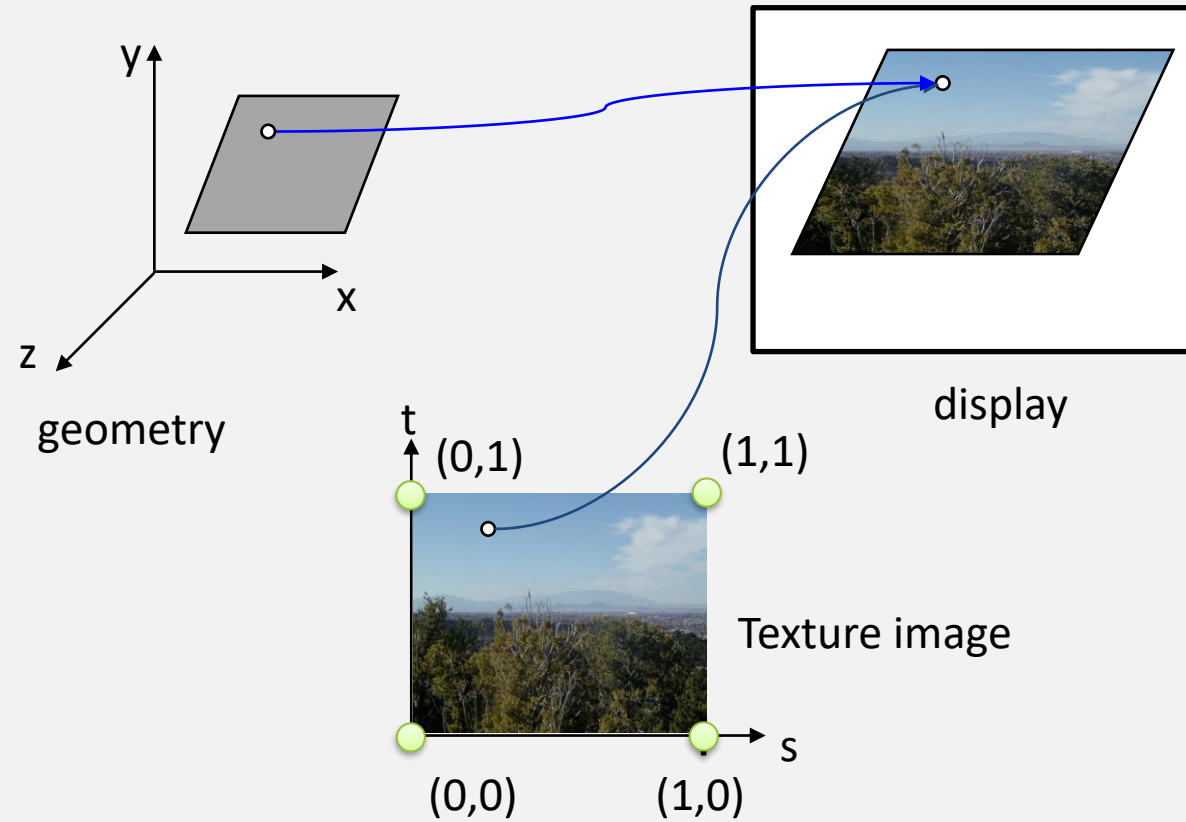 y
x
z
geometry
display
t
(0,1)
(1,1)
Texture image
s
(0,0)
(1,0)